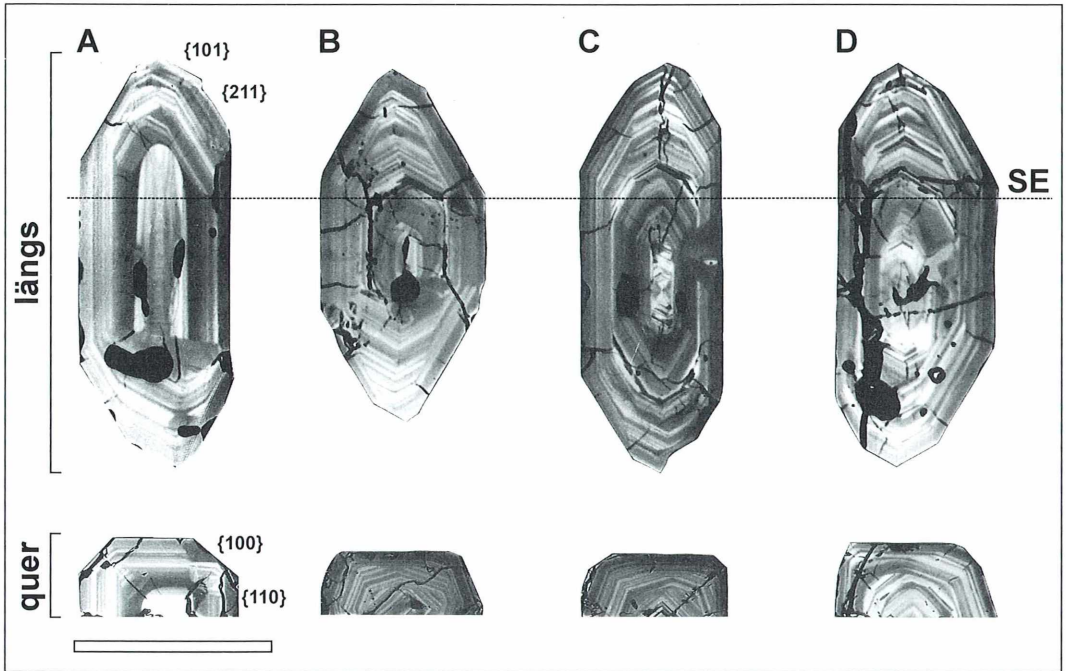 A
B
C
D
{101}
{211}
SE
längs
quer
{100}
{110}